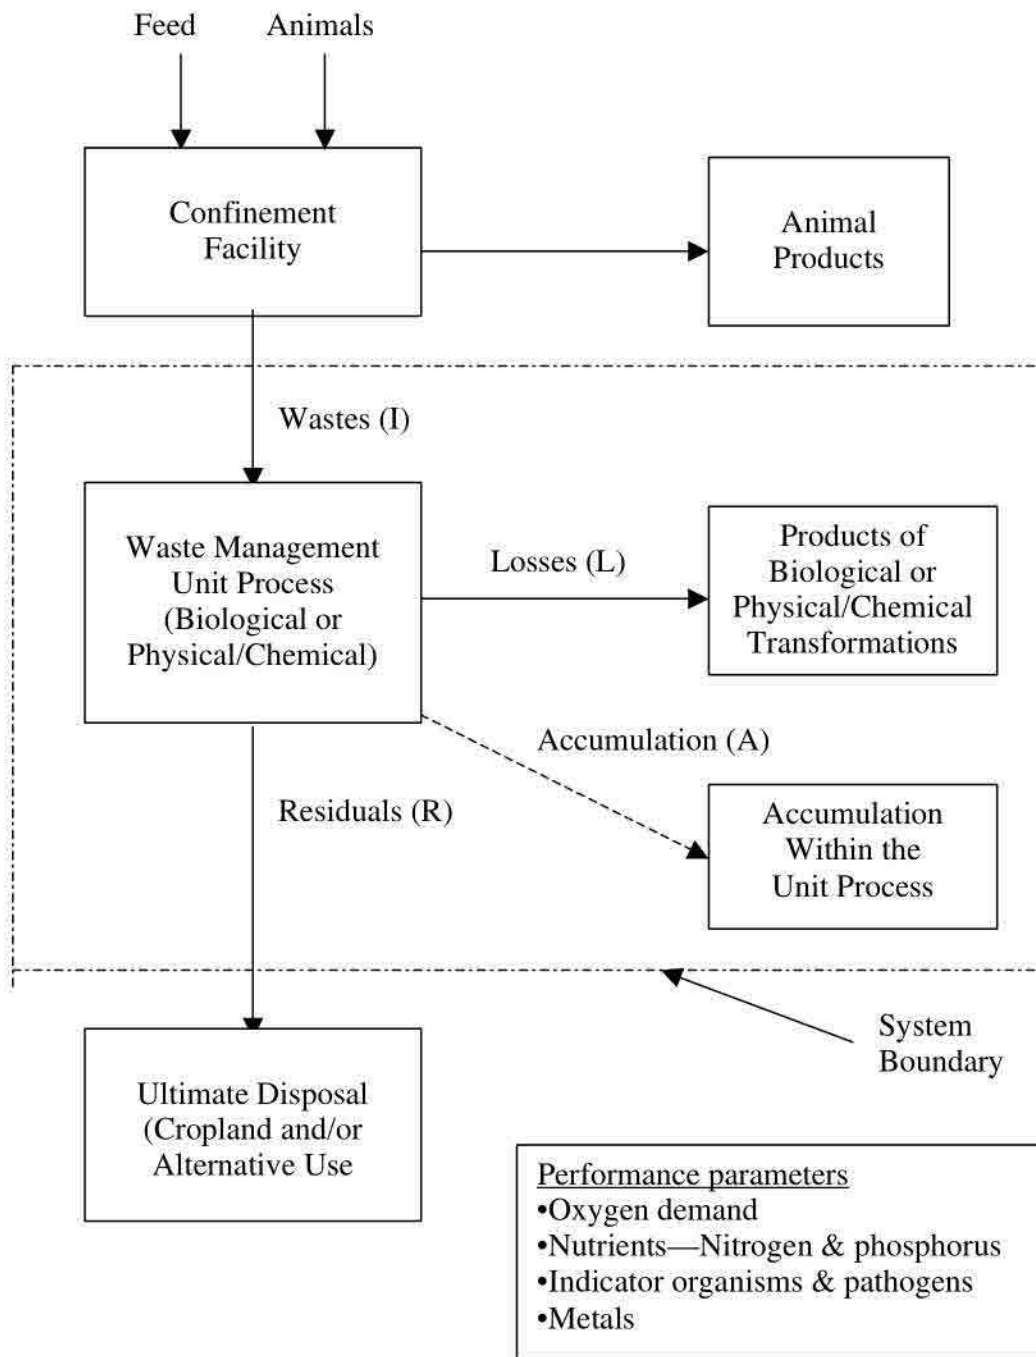 Feed
Animals
Confinement
Facility
Animal
Products
Wastes (I)
Waste Management
Unit Process
(Biological or
Physical/Chemical)
Losses (L)
Products of
Biological or
Physical/Chemical
Transformations
Accumulation (A)
Residuals (R)
Accumulation
Within the
Unit Process
System
Boundary
Ultimate Disposal
(Cropland and/or
Alternative Use
Performance parameters
•Oxygen demand
•Nutrients—Nitrogen & phosphorus
•Indicator organisms & pathogens
•Metals